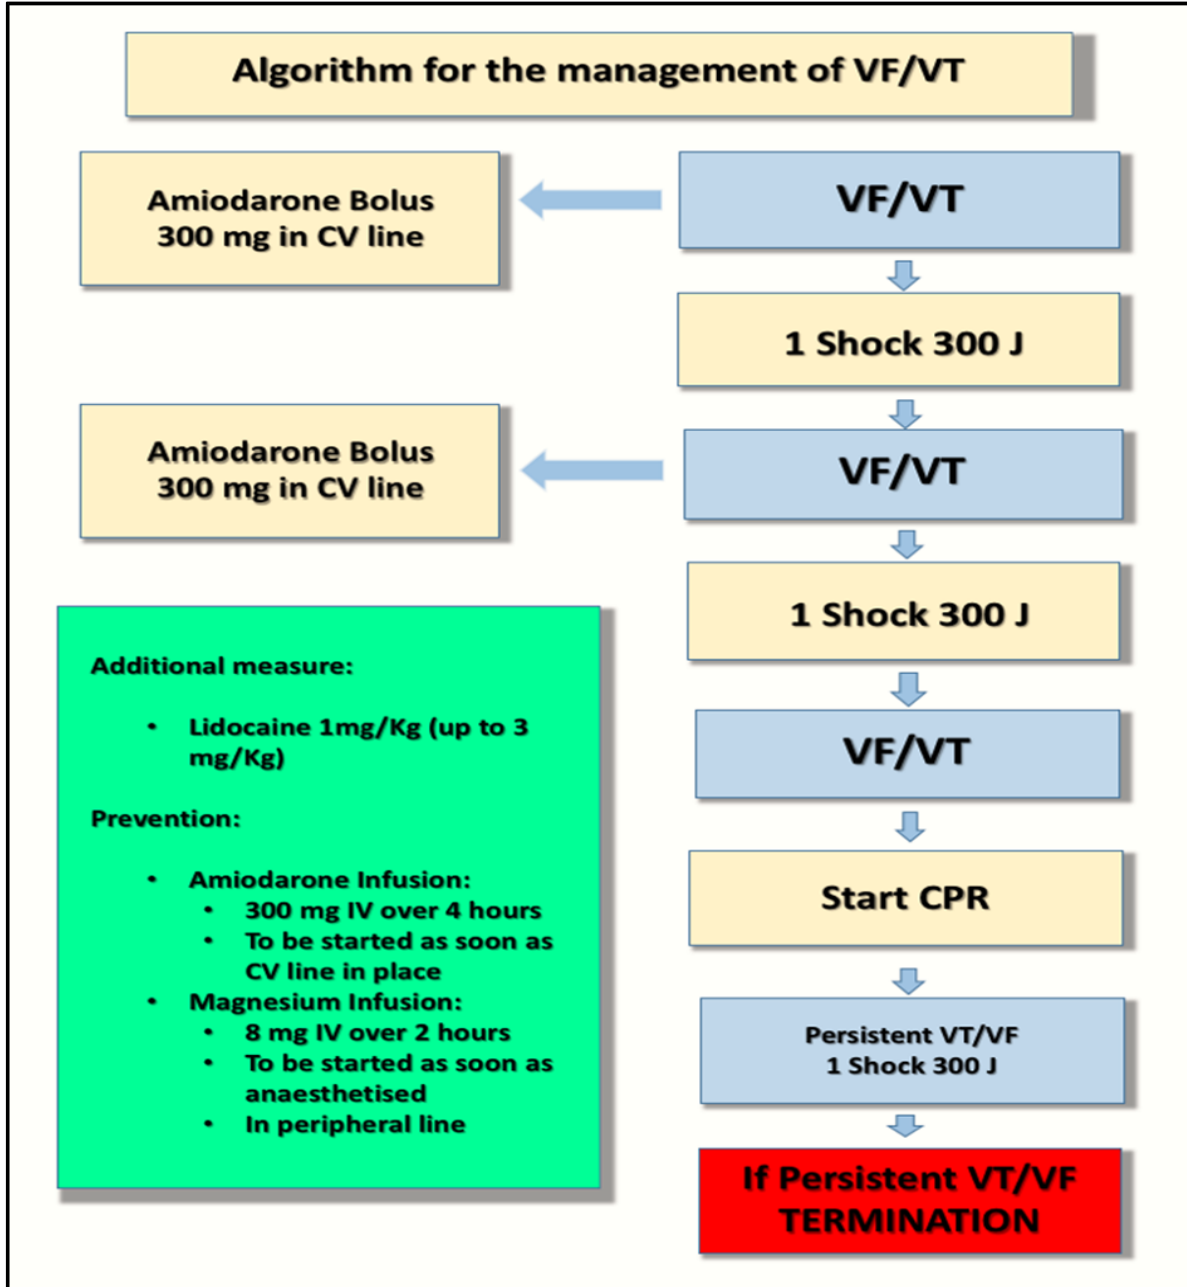 Algorithm for the management of VF/VT
Amiodarone Bolus
300 mg in CV line
VF/VT
1 Shock 300 J
Amiodarone Bolus
300 mg in CV line
VF/VT
1 Shock 300 J
VF/VT
Start CPR
Persistent VT/VF
1 Shock 300 J
If Persistent VT/VF
TERMINATION
Additional measure:
• Lidocaine 1mg/Kg (up to 3
mg/Kg)
Prevention:
• Amiodarone Infusion:
• 300 mg IV over 4 hours
• To be started as soon as
CV line in place
• Magnesium Infusion:
• 8 mg IV over 2 hours
• To be started as soon as
anaesthetised
• In peripheral line